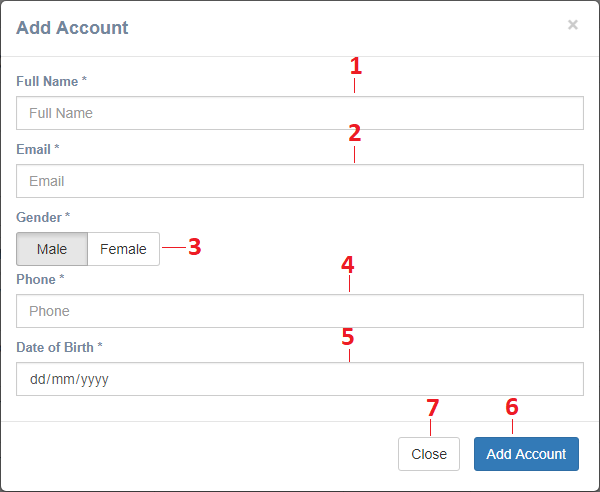 Add Account ×
1
Full Name *
Full Name
2
Email *
Email
Gender *
Male Female 3
4
Phone *
Phone
5
Date of Birth *
dd/mm/yyyy
7 6
Close Add Account